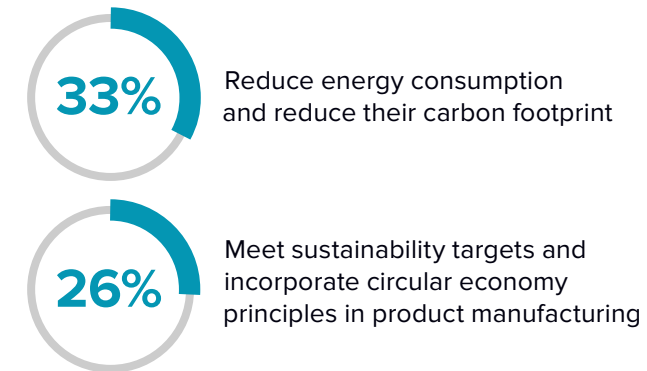 33%
Reduce energy consumption
and reduce their carbon footprint
26%
Meet sustainability targets and
incorporate circular economy
principles in product manufacturing